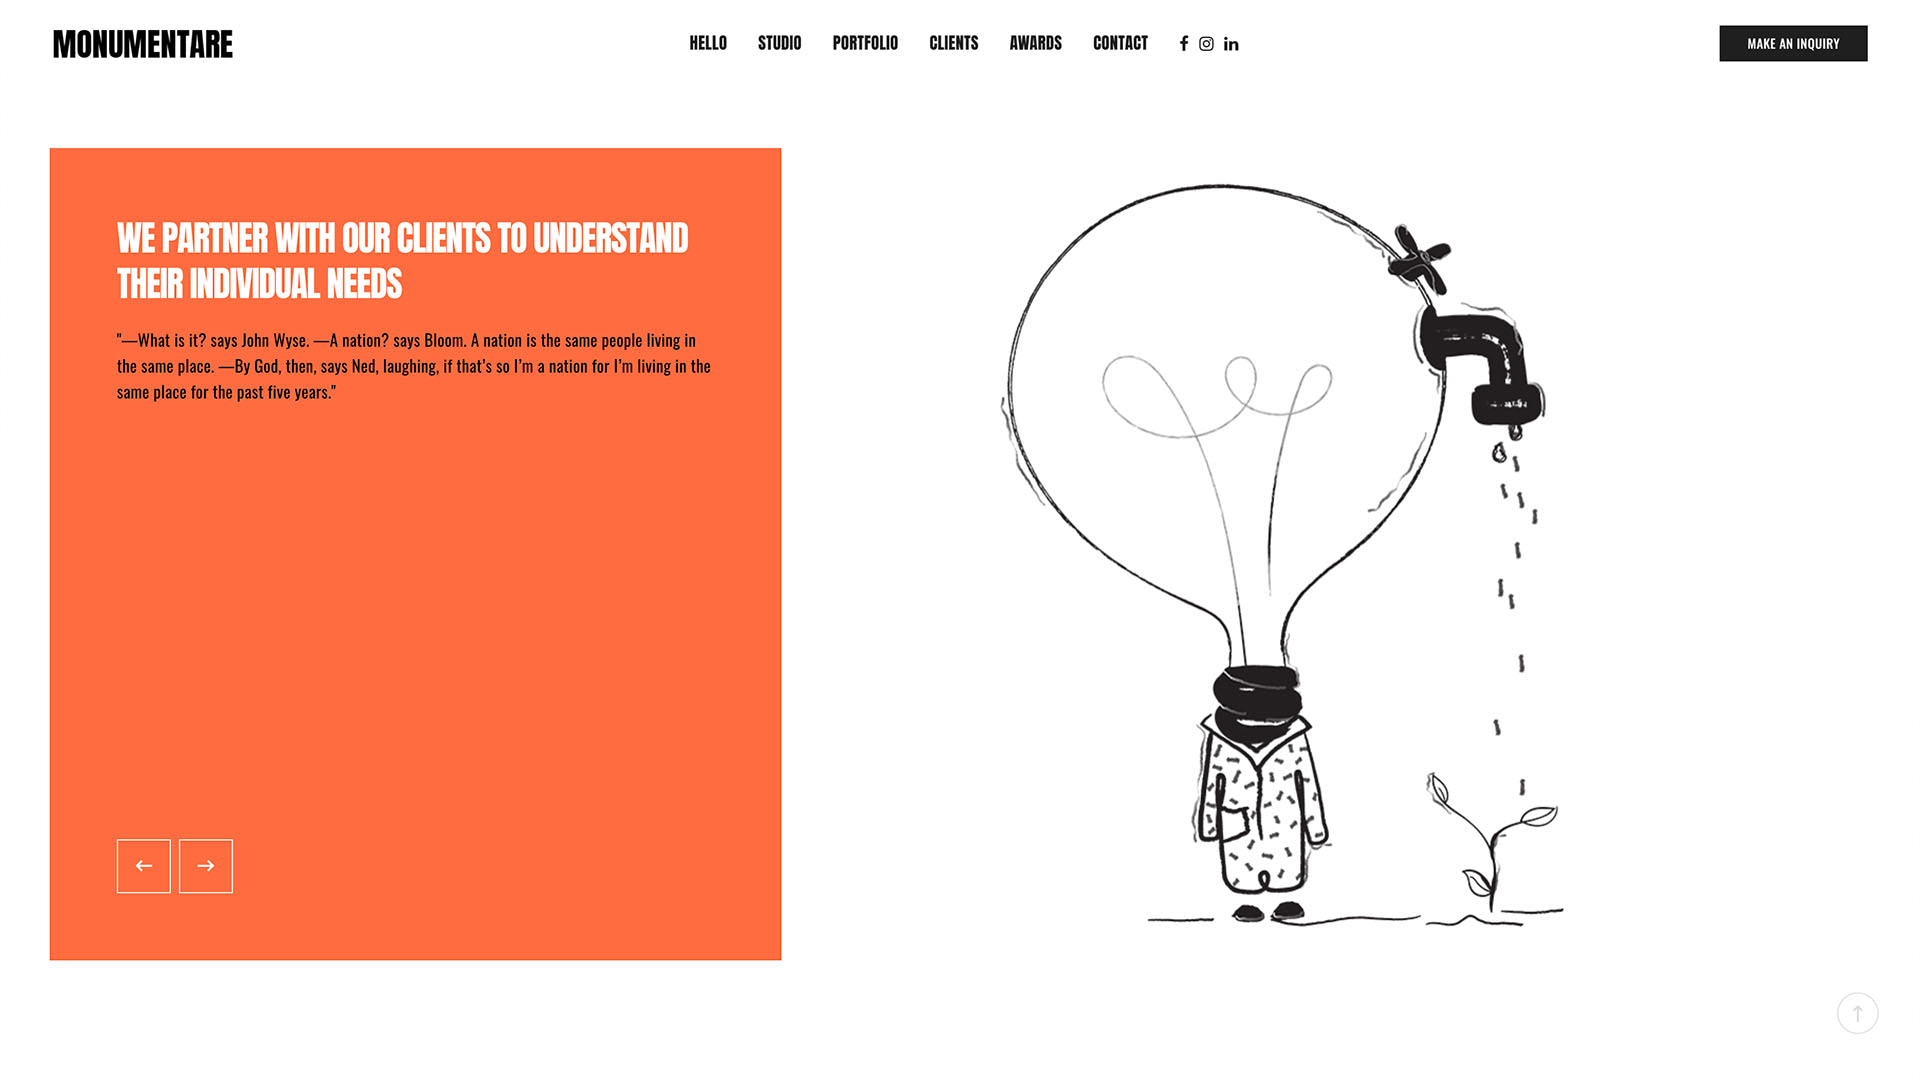 MONUMENTARE
HELLO STUDIO PORTFOLIO CLIENTS AWARDS CONTACT
MAKE AN INQUIRY
WE PARTNER WITH OUR CLIENTS TO UNDERSTAND
THEIR INDIVIDUAL NEEDS
"—What is it? says John Wyse. —A nation? says Bloom. A nation is the same people living in
the same place. —By God, then, says Ned, laughing, if that’s so I’m a nation for I’m living in the
same place for the past five years."